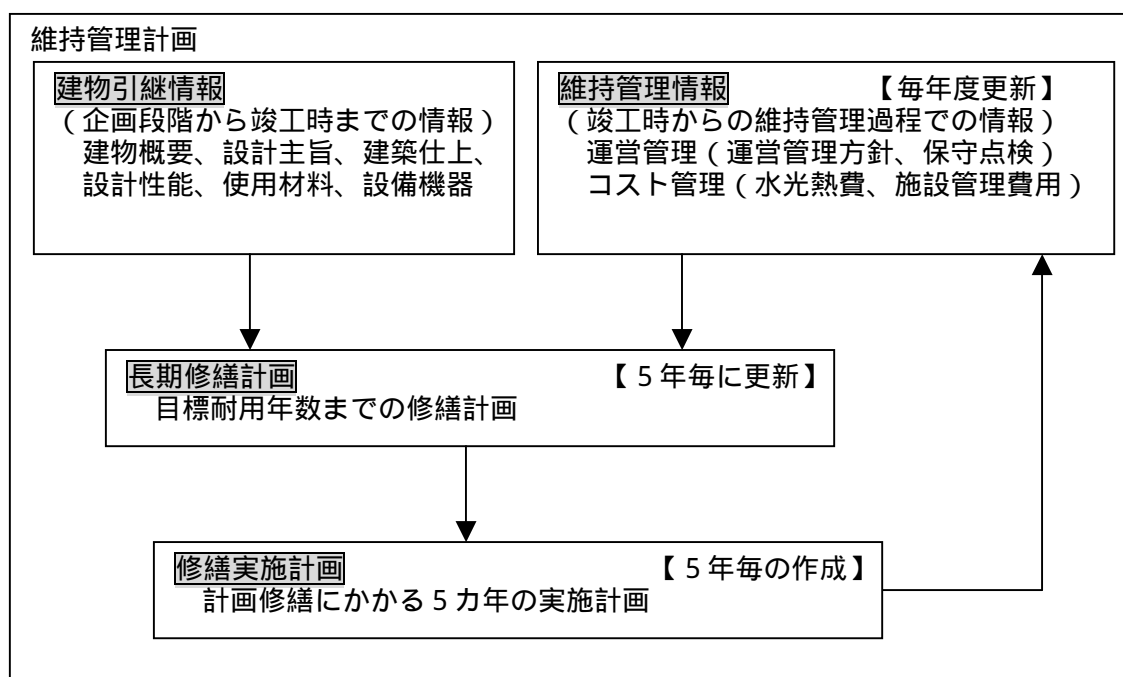 維持管理計画
建物引継情報
（企画段階から竣工時までの情報）
建物概要、設計主旨、建築仕上、
設計性能、使用材料、設備機器
維持管理情報　【毎年度更新】
（竣工時からの維持管理過程での情報）
運営管理（運営管理方針、保守点検）
コスト管理（水光熱費、施設管理費用）
長期修繕計画　【５年毎に更新】
目標耐用年数までの修繕計画
修繕実施計画　【５年毎の作成】
計画修繕にかかる５カ年の実施計画